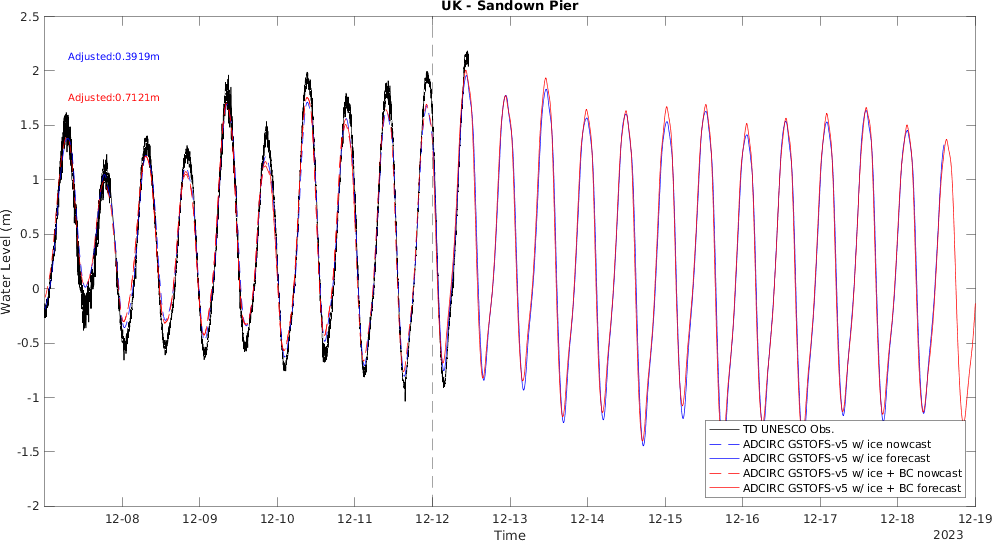 UK - Sandown Pier
Adjusted:0.3919m
Adjusted:0.7121m
Water Level (m)
2.5
2
1.5
1
0.5
0
-0.5
-1
-1.5
-2
TD UNESCO Obs.
ADCIRC GSTOFS-v5 w/ ice nowcast
ADCIRC GSTOFS-v5 w/ ice forecast
ADCIRC GSTOFS-v5 w/ ice + BC nowcast
ADCIRC GSTOFS-v5 w/ ice + BC forecast
12-08 12-09 12-10 12-11 12-12 12-13 12-14 12-15 12-16 12-17 12-18 12-19
Time
2023